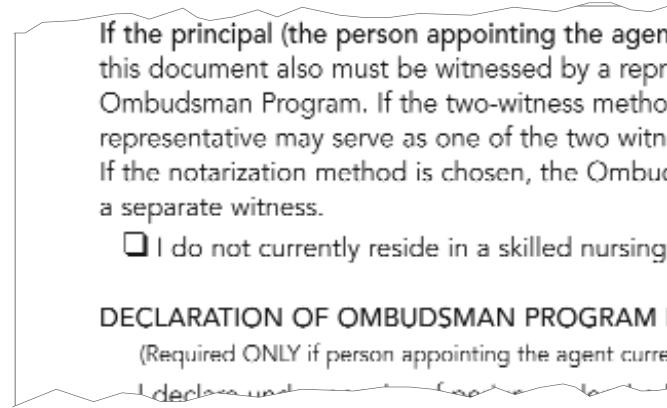 If the principal (the person appointing the agen
this document also must be witnessed by a repr
Ombudsman Program. If the two-witness metho
representative may serve as one of the two witn
If the notarization method is chosen, the Ombud
a separate witness.
❏ I do not currently reside in a skilled nursing
DECLARATION OF OMBUDSMAN PROGRAM
(Required ONLY if person appointing the agent curre
I declare